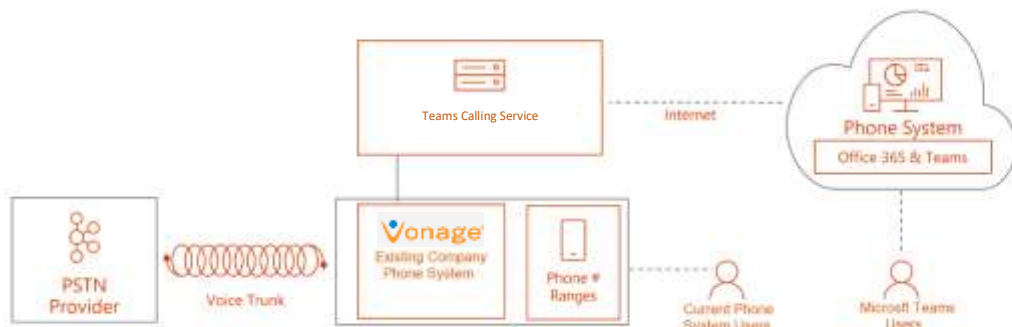 Teams Calling Service
Internet
Phone System
Office 365 & Teams
PSTN
Provider
Voice Trunk
Vonage
Existing Company
Phone System
Phone #
Ranges
Current Phone
System Users
Microsft Teams
Users